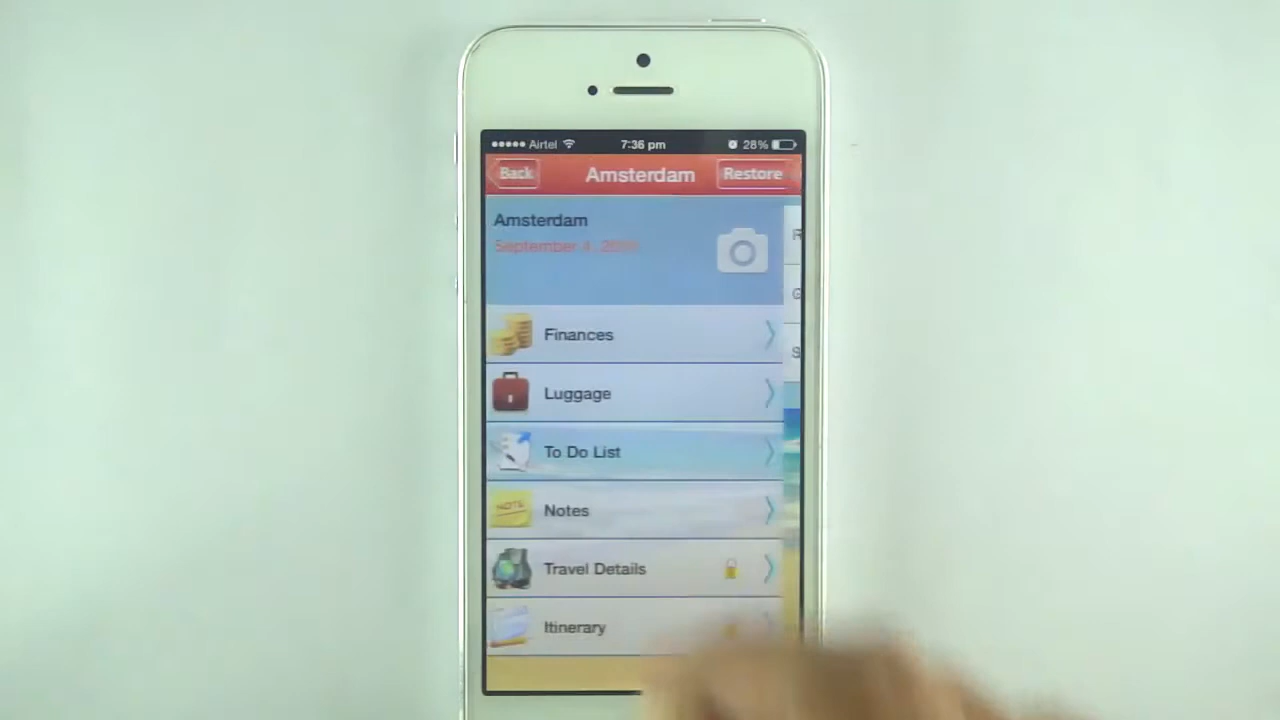 Airtel 7:36 pm 28%
Back Amsterdam Restore
Amsterdam
September 4,
Finances
Luggage
To Do List
NOTE
Notes
Travel Details
Itinerary
R
G
S